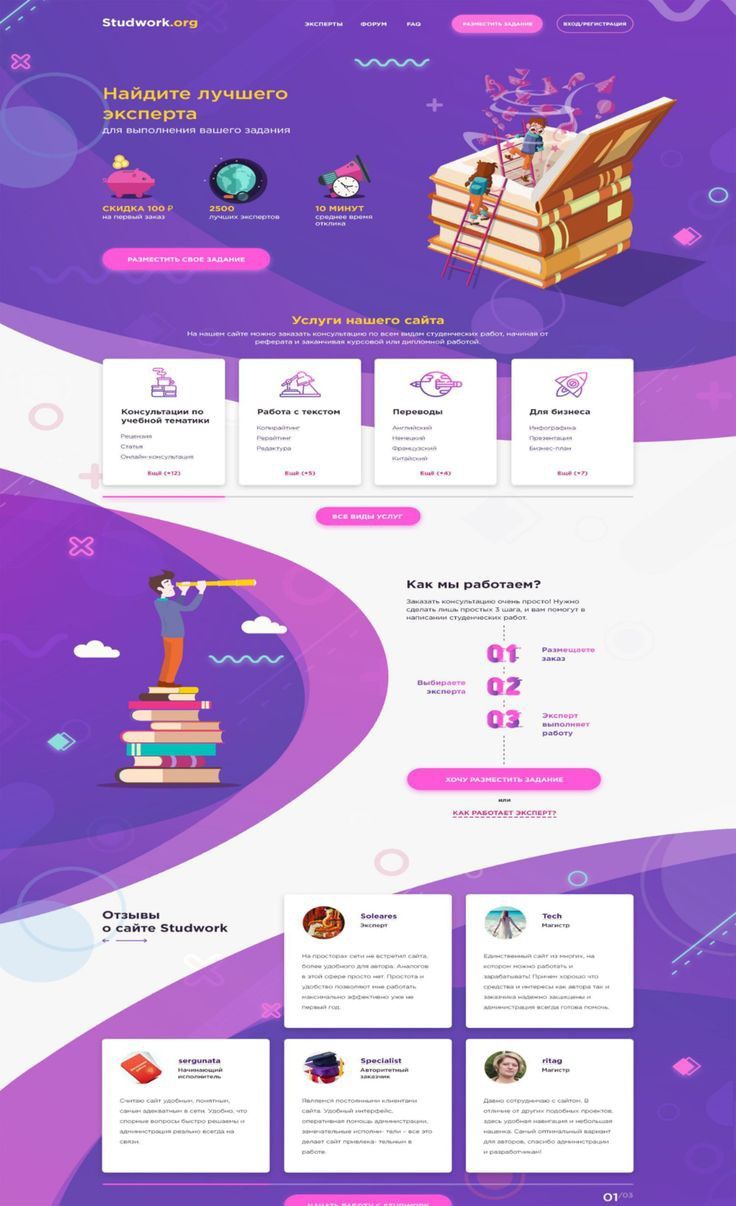 Studwork.org
ЭКСПЕРТЫ ФОРУМ FAQ РАЗМЕСТИТЬ ЗАДАНИЕ ВХОД/РЕГИСТРАЦИЯ
Найдите лучшего
эксперта
для выполнения вашего задания
СКИДКА 100 ₽
на первый заказ
2500
лучших экспертов
10 МИНУТ
среднее время
отклика
РАЗМЕСТИТЬ СВОЕ ЗАДАНИЕ
Услуги нашего сайта
На нашем сайте можно заказать консультацию по всем видам студенческих работ, начиная от
реферата и заканчивая курсовой или дипломной работой.
Консультации по
учебной тематики
Рецензия
Статья
Онлайн-консультация
Ещё (+12)
Работа с текстом
Копирайтинг
Рерайтинг
Редактура
Ещё (+5)
Переводы
Английский
Немецкий
Французский
Китайский
Ещё (+4)
Для бизнеса
Инфографика
Презентация
Бизнес-план
Ещё (+7)
ВСЕ ВИДЫ УСЛУГ
Как мы работаем?
Заказать консультацию очень просто! Нужно
сделать лишь простых 3 шага, и вам помогут в
написании студенческих работ.
01 Размещаете
заказ
Выбираете
эксперта 02
03 Эксперт
выполняет
работу
ХОЧУ РАЗМЕСТИТЬ ЗАДАНИЕ
или
КАК РАБОТАЕТ ЭКСПЕРТ?
Отзывы
о сайте Studwork
Soleares
Эксперт
На просторах сети не встретил сайта,
более удобного для автора. Аналогов
в этой сфере просто нет. Простота и
удобство позволяют мне работать
максимально эффективно уже не
первый год.
Tech
Магистр
Единственный сайт из многих, на
котором можно работать и
зарабатывать! Причем хорошо что
средства и интересы как автора так и
заказчика надежно защищены и
администрация всегда готова помочь.
sergunata
Начинающий
исполнитель
Считаю сайт удобным, понятным,
самым адекватным в сети. Удобно, что
спорные вопросы быстро решаемы и
администрация реально всегда на
связи.
Specialist
Авторитетный
заказчик
Являемся постоянными клиентами
сайта. Удобный интерфейс,
оперативная помощь администрации,
замечательные исполни- тели – все это
делает сайт привлека- тельным в
работе.
ritag
Магистр
Давно сотрудничаю с сайтом. В
отличие от других подобных проектов,
здесь удобная навигация и небольшая
наценка. Самый оптимальный вариант
для авторов, спасибо администрации
и разработчикам!
НАЧАТЬ РАБОТУ С STUDWORK
01/03